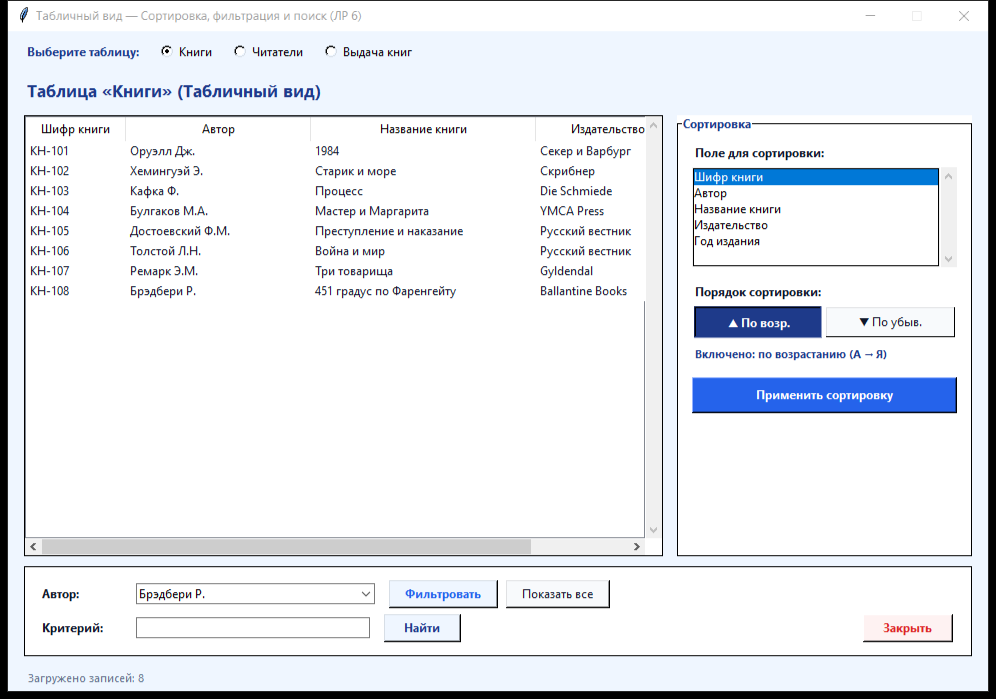 Табличный вид — Сортировка, фильтрация и поиск (ЛР 6)
Выберите таблицу: Книги Читатели Выдача книг
Таблица «Книги» (Табличный вид)
Шифр книги Автор Название книги Издательство
КН-101 Оруэлл Дж. 1984 Секер и Варбург
КН-102 Хемингуэй Э. Старик и море Скрибнер
КН-103 Кафка Ф. Процесс Die Schmiede
КН-104 Булгаков М.А. Мастер и Маргарита YMCA Press
КН-105 Достоевский Ф.М. Преступление и наказание Русский вестник
КН-106 Толстой Л.Н. Война и мир Русский вестник
КН-107 Ремарк Э.М. Три товарища Gyldendal
КН-108 Брэдбери Р. 451 градус по Фаренгейту Ballantine Books
Сортировка
Поле для сортировки:
Шифр книги
Автор
Название книги
Издательство
Год издания
Порядок сортировки:
▲ По возр. ▼ По убыв.
Включено: по возрастанию (А → Я)
Применить сортировку
Автор: Брэдбери Р. Фильтровать Показать все
Критерий: Найти Закрыть
Загружено записей: 8